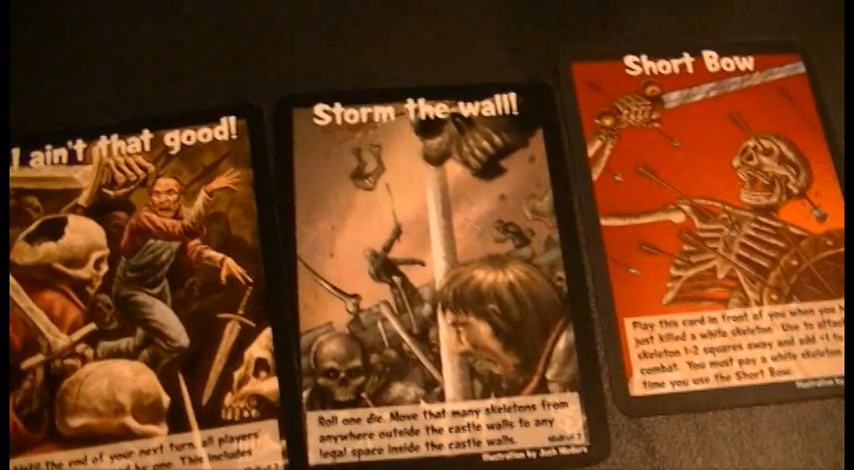 I ain't that good!
Until the end of your next turn, all players'
by one. This includes
Storm the wall!
Roll one die. Move that many skeletons from
anywhere outside the castle walls to any
legal space inside the castle walls.
Illustration by Josh
Short Bow
Play this card in front of you when you
just killed a white skeleton. Use to attack
skeleton 1-2 squares away and add +1 to
combat. You must pay a white skeleton
time you use the Short Bow.
Illustration by